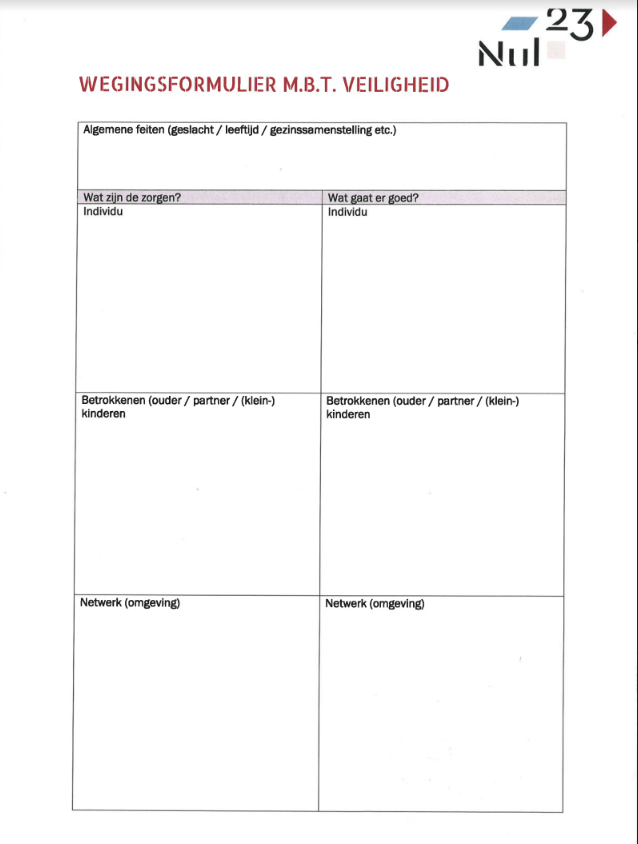 Nul 23
WEGINGSFORMULIER M.B.T. VEILIGHEID
Algemene feiten (geslacht / leeftijd / gezinssamenstelling etc.)
Wat zijn de zorgen?
Wat gaat er goed?
Individu
Individu
Betrokkenen (ouder / partner / (klein-)
kinderen
Betrokkenen (ouder / partner / (klein-)
kinderen
Netwerk (omgeving)
Netwerk (omgeving)